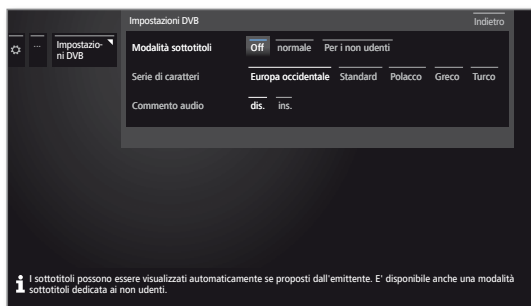 Impostazioni DVB Indietro
... Impostazio-
ni DVB
Modalità sottotitoli Off normale Per i non udenti
Serie di caratteri Europa occidentale Standard Polacco Greco Turco
Commento audio dis. ins.
I sottotitoli possono essere visualizzati automaticamente se proposti dall'emittente. E' disponibile anche una modalità
sottotitoli dedicata ai non udenti.